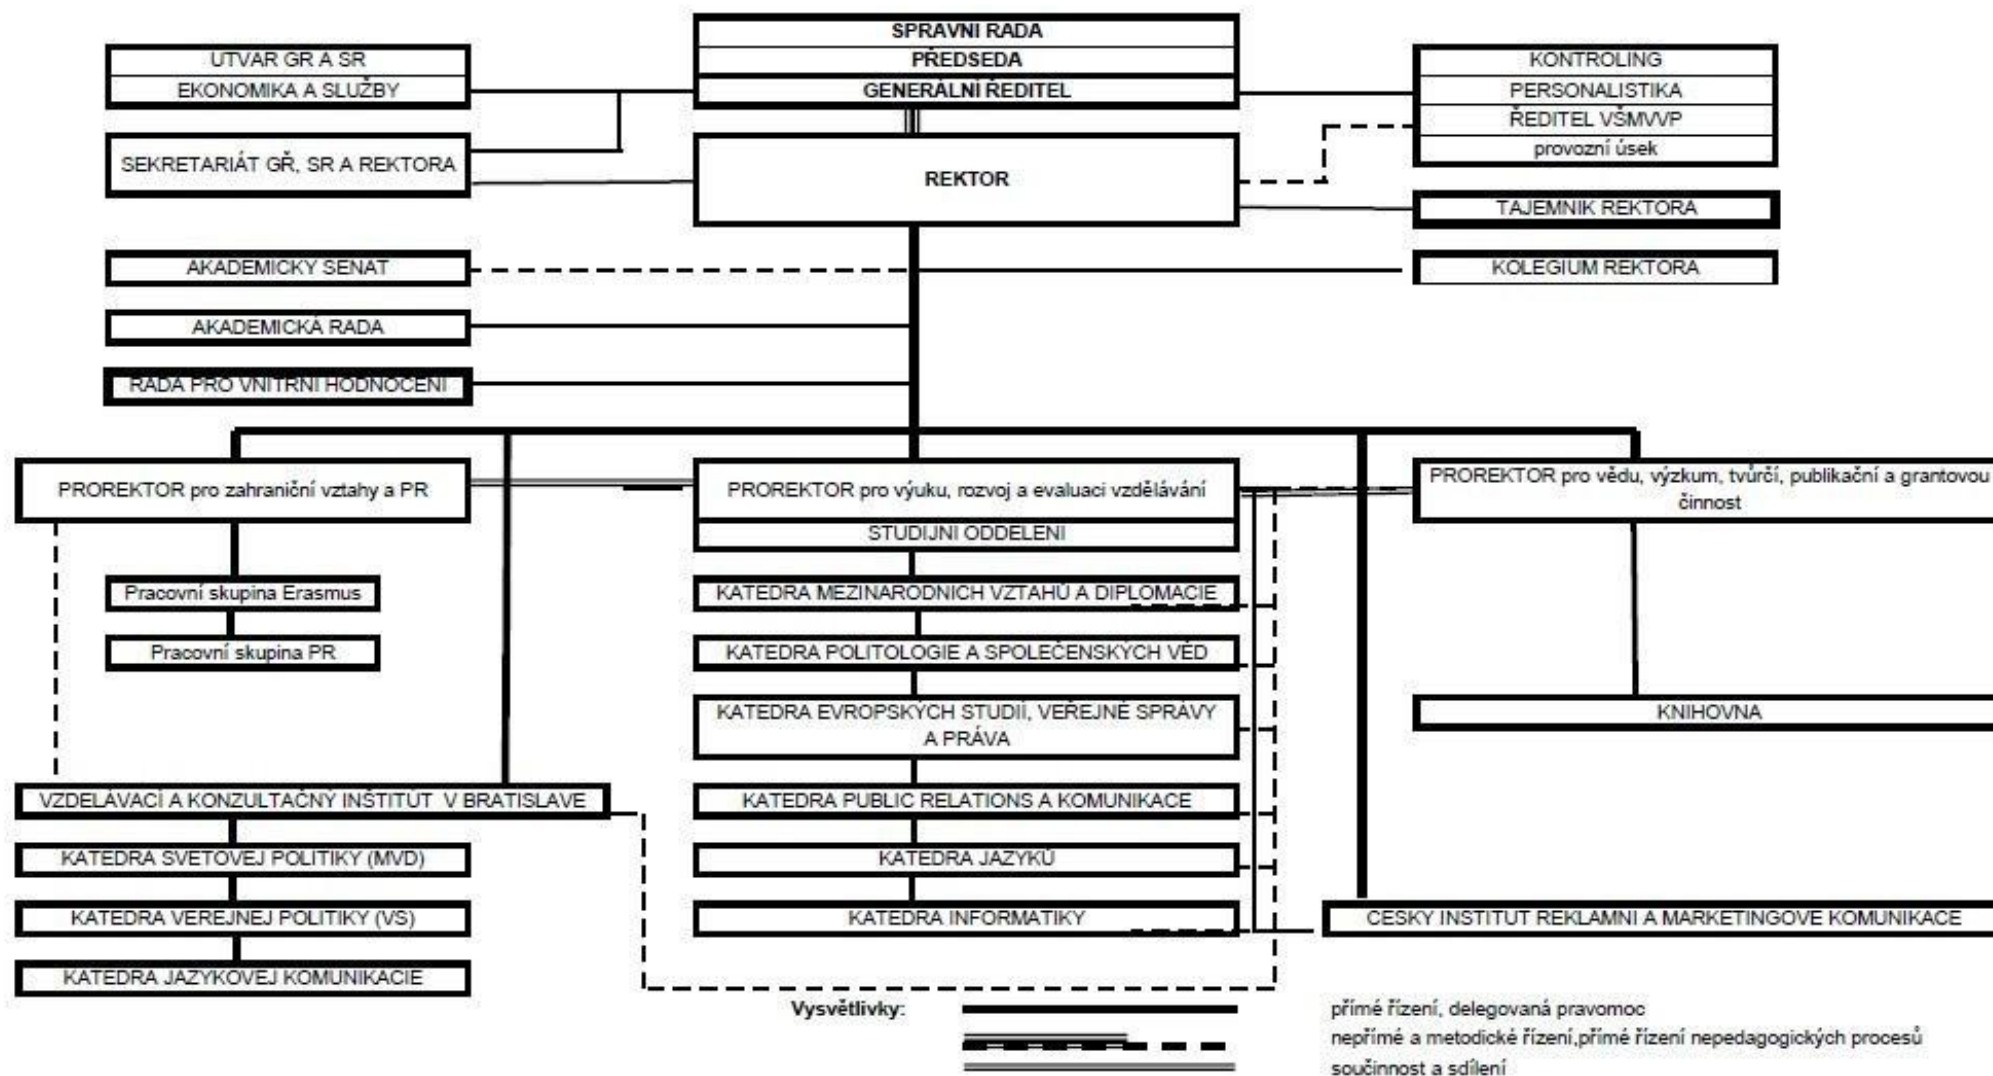 SPRAVNI RADA
PŘEDSEDA
GENERÁLNI ŘEDITEL
UTVAR GR A SR
EKONOMIKA A SLUŽBY
SEKRETARIÁT GŘ, SR A REKTORA
REKTOR
KONTROLING
PERSONALISTIKA
ŘEDITEL VŠMVVP
provozní úsek
TAJEMNIK REKTORA
AKADEMICKY SENAT
KOLEGIUM REKTORA
AKADEMICKÁ RADA
RADA PRO VNITRNI HODNOCENI
PROREKTOR pro zahraniční vztahy a PR
PROREKTOR pro výuku, rozvoj a evaluaci vzdělávání
STUDIJNI ODDELENI
PROREKTOR pro vědu, výzkum, tvůrčí, publikační a grantovou
činnost
Pracovní skupina Erasmus
Pracovní skupina PR
KATEDRA MEZINARODNICH VZTAHŮ A DIPLOMACIE
KATEDRA POLITOLOGIE A SPOLEČENSKÝCH VĚD
KATEDRA EVROPSKÝCH STUDIÍ, VEŘEJNÉ SPRÁVY
A PRÁVA
KATEDRA PUBLIC RELATIONS A KOMUNIKACE
KATEDRA JAZYKŮ
KATEDRA INFORMATIKY
KNIHOVNA
VZDELÁVACÍ A KONZULTAČNÝ INŠTITÚT V BRATISLAVE
KATEDRA SVETOVEJ POLITIKY (MVD)
KATEDRA VEREJNEJ POLITIKY (VS)
KATEDRA JAZYKOVEJ KOMUNIKACIE
CESKY INSTITUT REKLAMNI A MARKETINGOVE KOMUNIKACE
Vysvětlivky:
přímé řízení, delegovaná pravomoc
nepřímé a metodické řízení,přímé řízení nepedagogických procesů
součinnost a sdílení